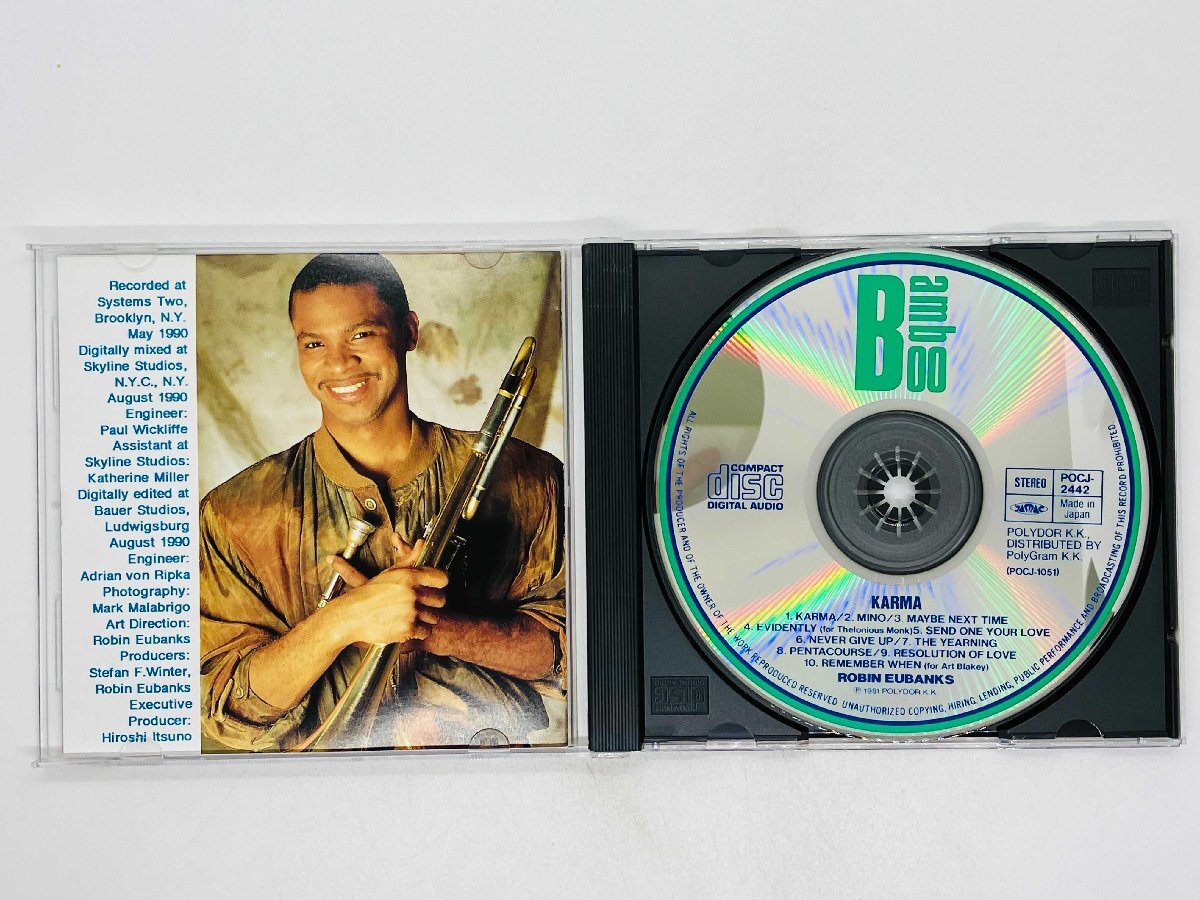 Recorded at
Systems Two,
Brooklyn, N.Y.
May 1990
Digitally mixed at
Skyline Studios,
N.Y.C., N.Y.
August 1990
Engineer:
Paul Wickliffe
Assistant at
Skyline Studios:
Katherine Miller
Digitally edited at
Bauer Studios,
Ludwigsburg
August 1990
Engineer:
Adrian von Ripka
Photography:
Mark Malabrigo
Art Direction:
Robin Eubanks
Producers:
Stefan F.Winter,
Robin Eubanks
Executive
Producer:
Hiroshi Itsuno
Bamboo
COMPACT
disc
DIGITAL AUDIO
STEREO
POCJ-
2442
Made in
Japan
POLYDOR K.K.,
DISTRIBUTED BY
PolyGram K.K.
(POCJ-1051)
KARMA
1. KARMA/2. MINO/3. MAYBE NEXT TIME
4. EVIDENTLY (for Thelonious Monk)5. SEND ONE YOUR LOVE
6. NEVER GIVE UP/7. THE YEARNING
8. PENTACOURSE/9. RESOLUTION OF LOVE
10. REMEMBER WHEN (for Art Blakey)
ROBIN EUBANKS
℗ 1991 POLYDOR K.K.
ALL RIGHTS OF THE PRODUCER AND OF THE OWNER OF THE WORK REPRODUCED RESERVED. UNAUTHORIZED COPYING, HIRING, LENDING, PUBLIC PERFORMANCE AND BROADCASTING OF THIS RECORD PROHIBITED